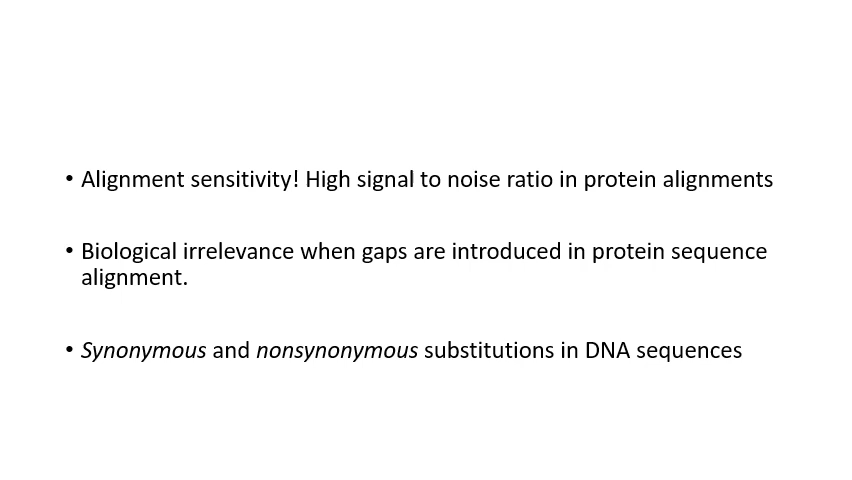 • Alignment sensitivity! High signal to noise ratio in protein alignments
• Biological irrelevance when gaps are introduced in protein sequence
alignment.
• Synonymous and nonsynonymous substitutions in DNA sequences